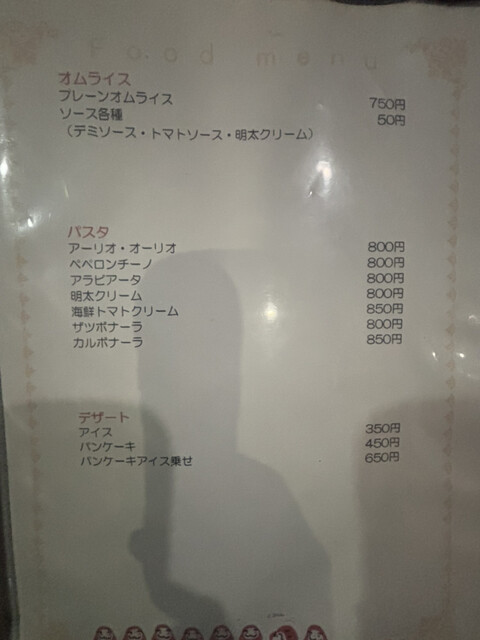 Food menu
オムライス
プレーンオムライス 750円
ソース各種 50円
(デミソース・トマトソース・明太クリーム)
パスタ
アーリオ・オーリオ 800円
ペペロンチーノ 800円
アラビアータ 800円
明太クリーム 800円
海鮮トマトクリーム 850円
ザツボナーラ 800円
カルボナーラ 850円
デザート
アイス 350円
パンケーキ 450円
パンケーキアイス乗せ 650円